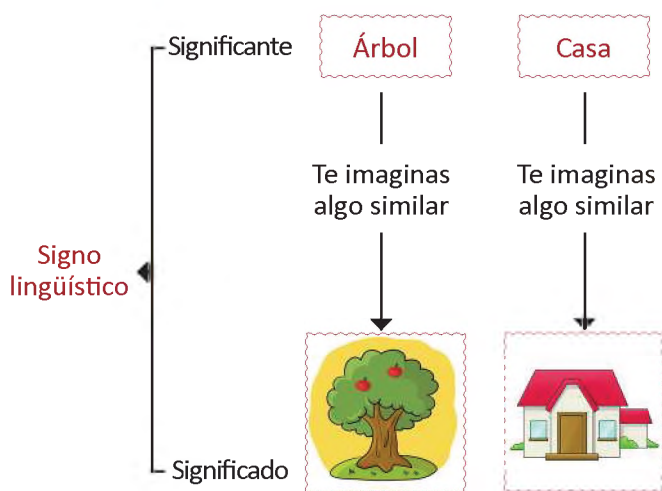 Significante
Árbol
Casa
Te imaginas
algo similar
Te imaginas
algo similar
Signo
lingüístico
Significado